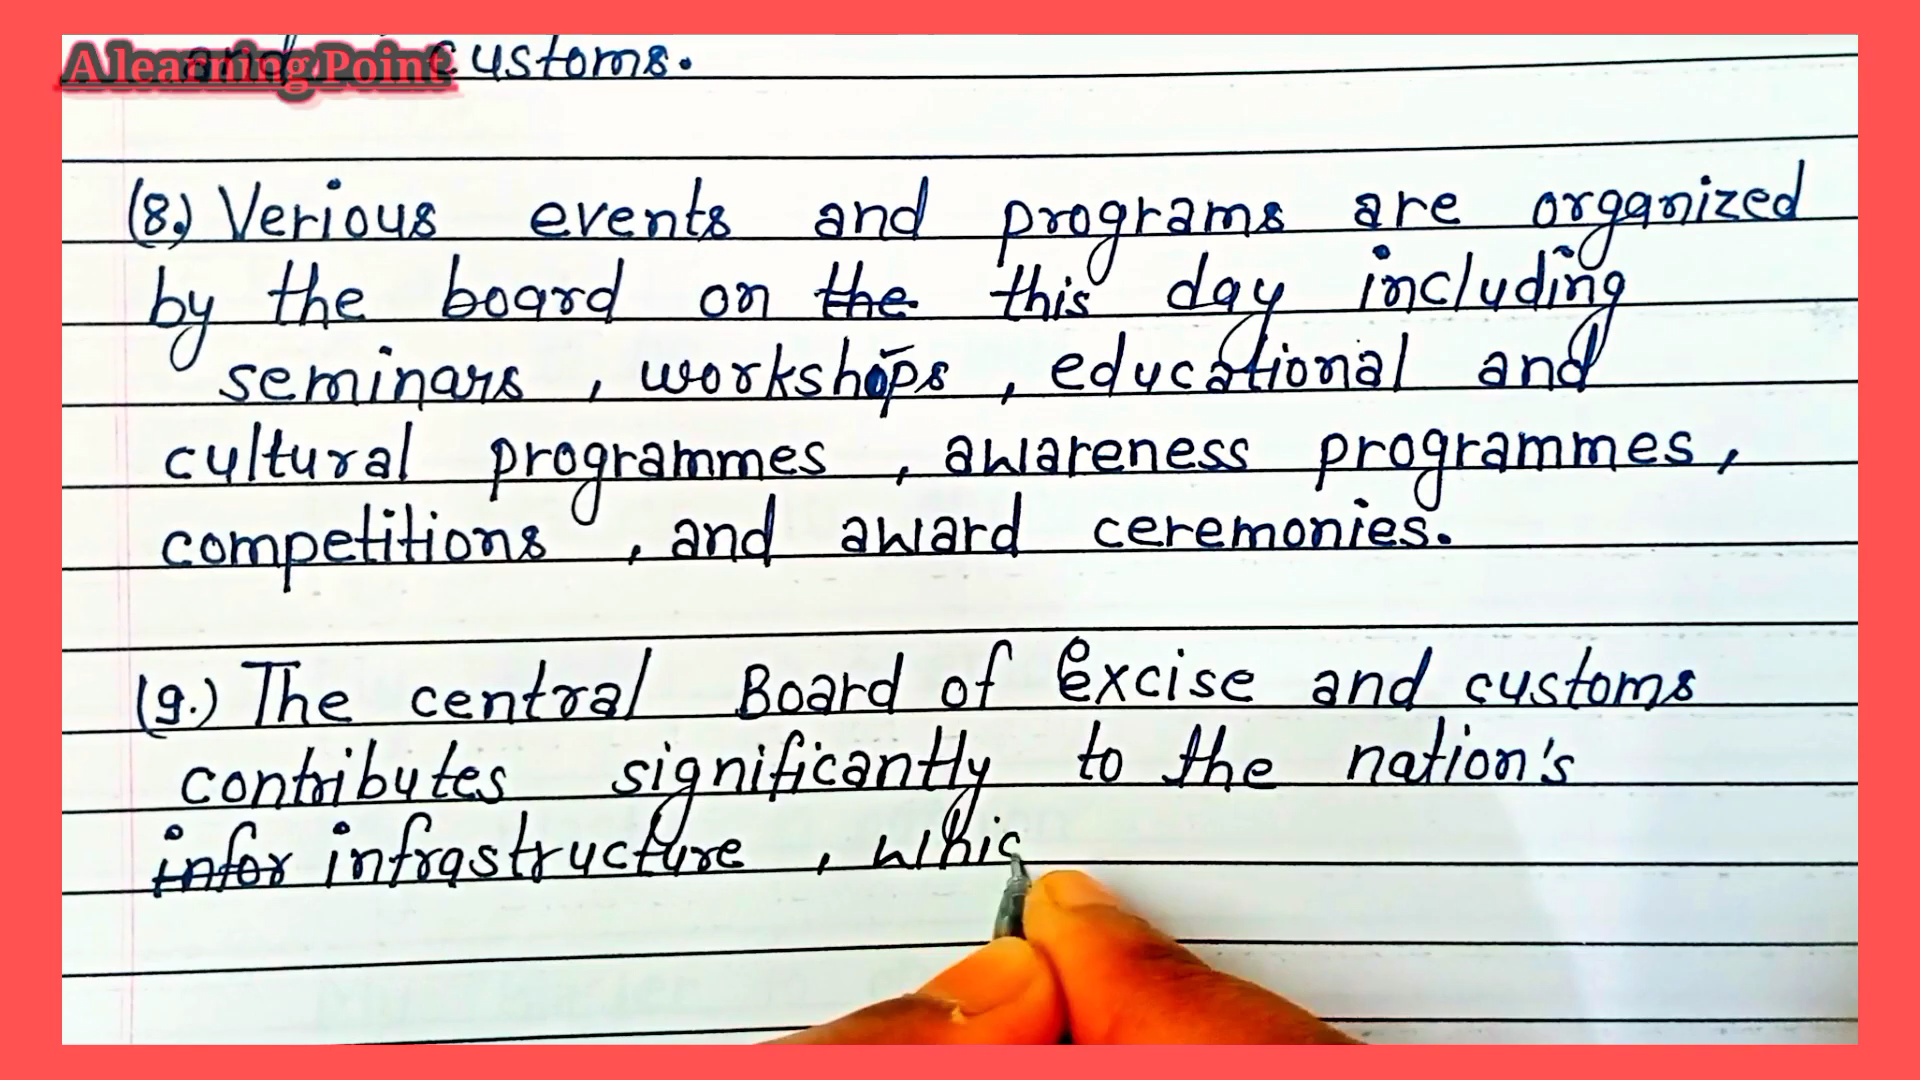 A learning Point
and customs.
(8.) Verious events and programs are organized
by the board on the this day including
seminars, workshops, educational and
cultural programmes, awareness programmes,
competitions, and award ceremonies.
(9.) The central Board of Excise and customs
contributes significantly to the nation's
infor infrastructure, whic